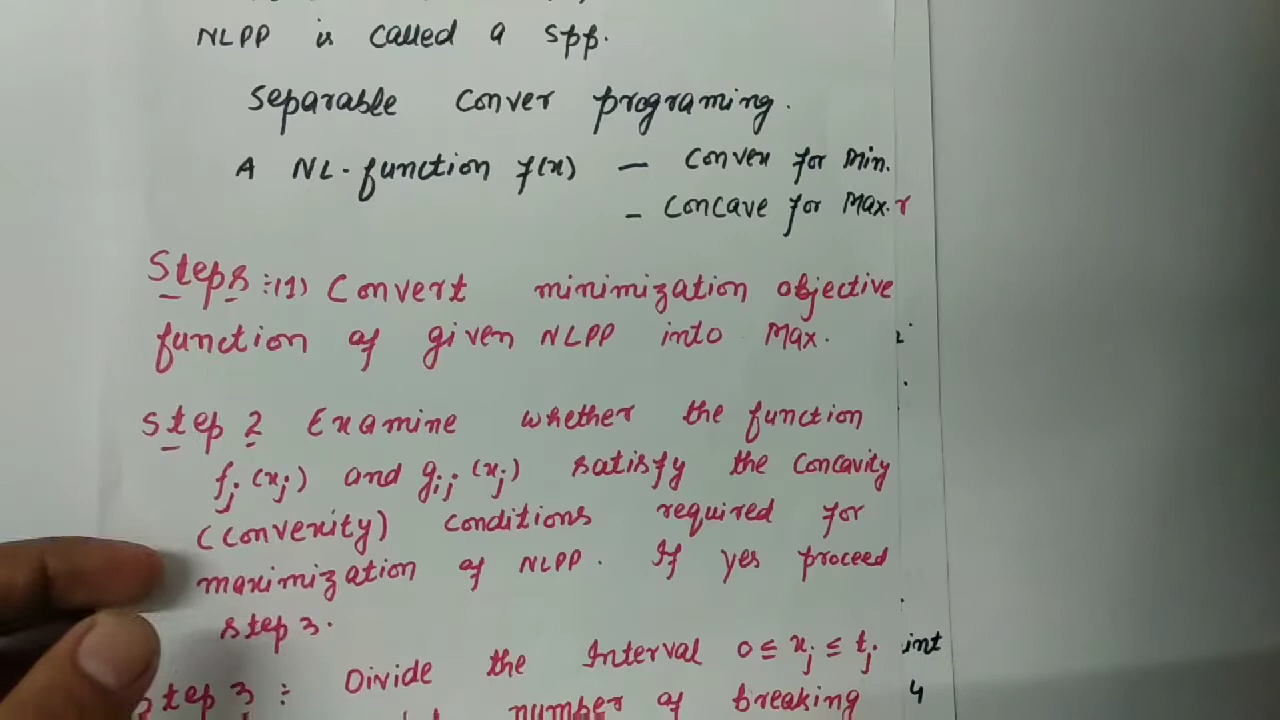 NLPP is called a SPP.
Separable Conver programing.
A NL-function f(x) — Convex for Min.
- Concave for Max.
Steps :- (1) Convert minimization objective
function of given NLPP into Max.
Step 2 Examine whether the function
fj (xj) and gij (xj) satisfy the Concavity
(Convexity) Conditions required for
maximization of NLPP. If yes proceed
step 3.
Step 3 : Divide the Interval 0 ≤ xj ≤ tj int
number of breaking 4